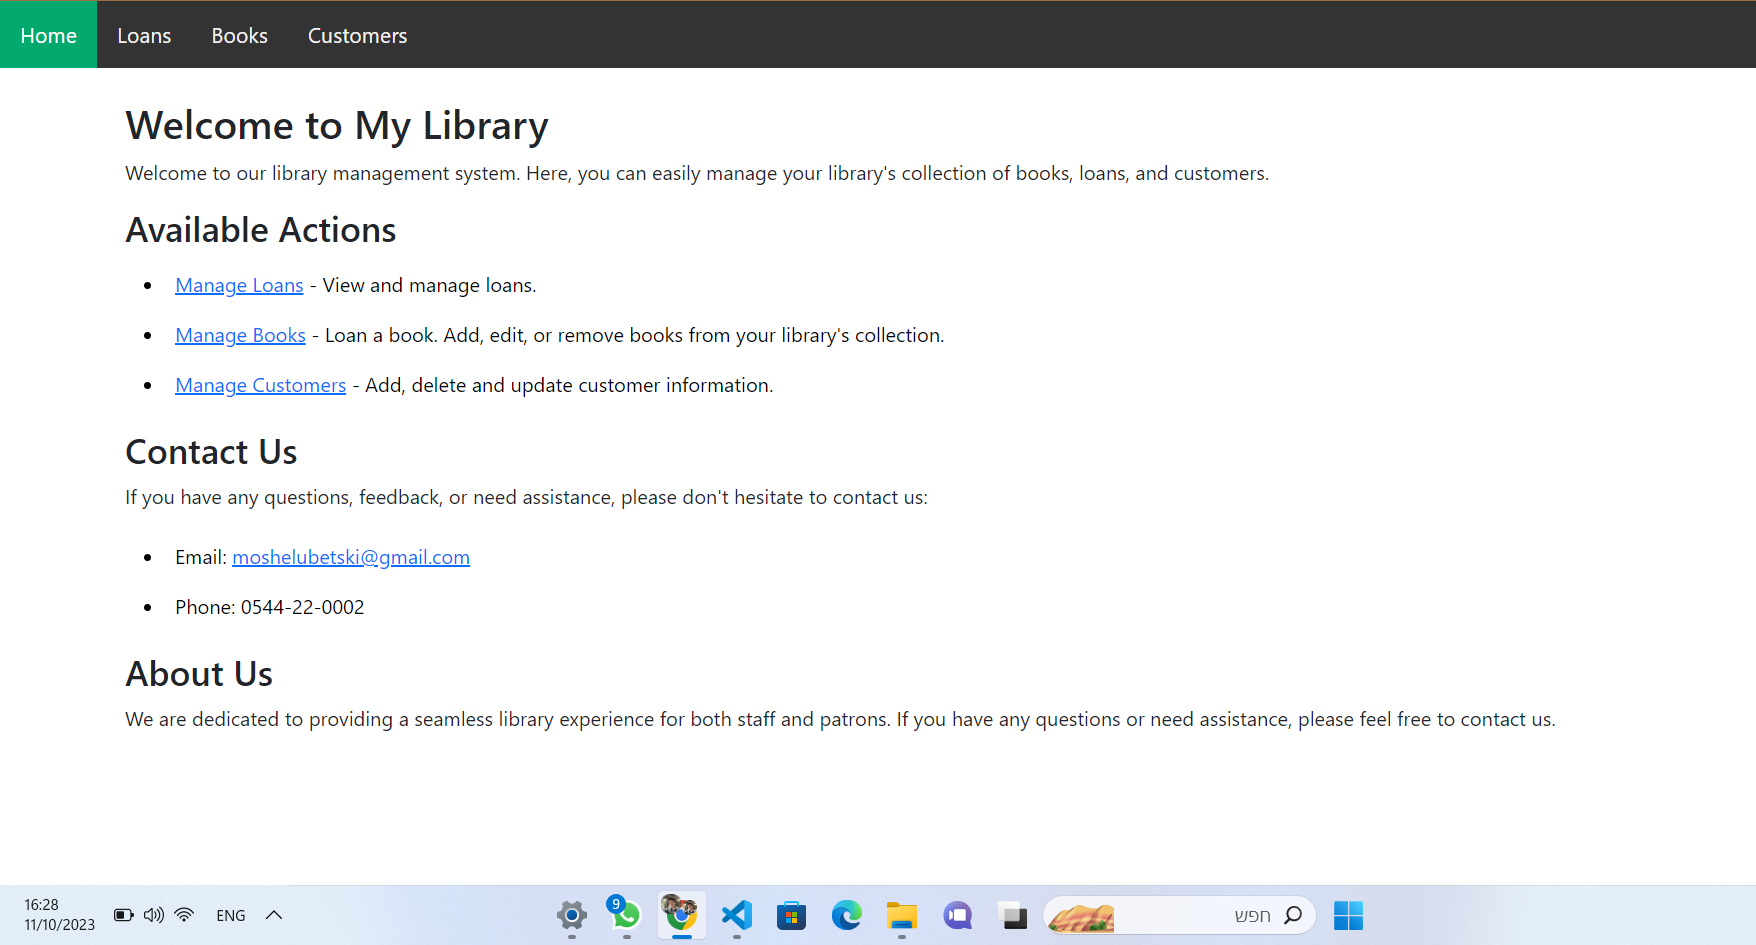 Home Loans Books Customers
Welcome to My Library
Welcome to our library management system. Here, you can easily manage your library's collection of books, loans, and customers.
Available Actions
• Manage Loans - View and manage loans.
• Manage Books - Loan a book. Add, edit, or remove books from your library's collection.
• Manage Customers - Add, delete and update customer information.
Contact Us
If you have any questions, feedback, or need assistance, please don't hesitate to contact us:
• Email: moshelubetski@gmail.com
• Phone: 0544-22-0002
About Us
We are dedicated to providing a seamless library experience for both staff and patrons. If you have any questions or need assistance, please feel free to contact us.
16:28
11/10/2023
ENG
9
חפש